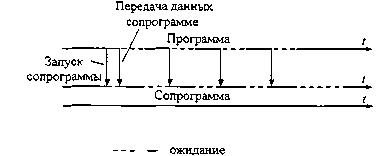 Передача данных
сопрограмме
Программа
t
Запуск
сопрограммы
t
Сопрограмма
t
ожидание